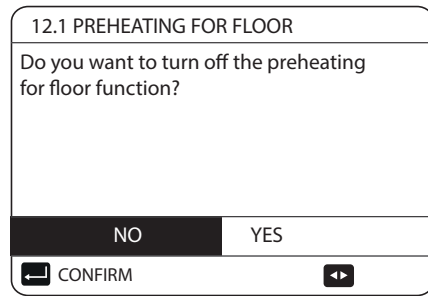 12.1 PREHEATING FOR FLOOR
Do you want to turn off the preheating
for floor function?
NO YES
CONFIRM